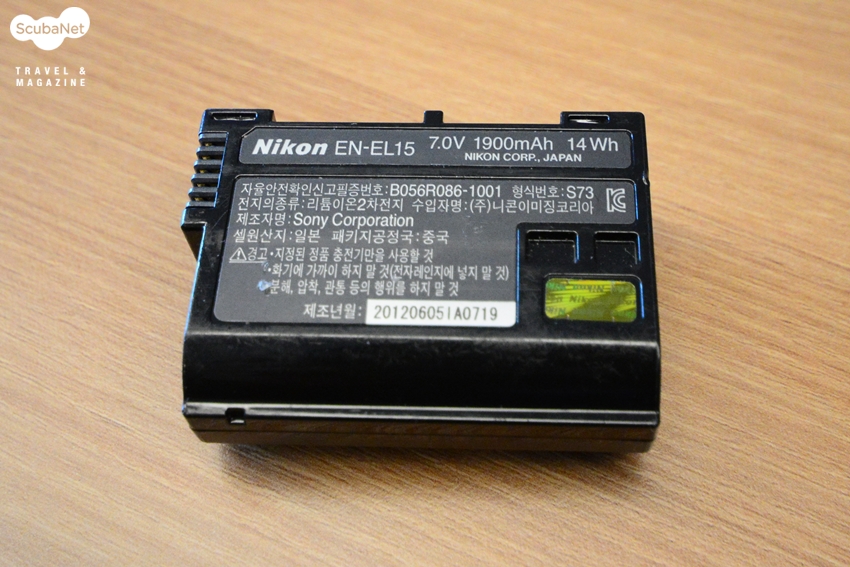 ScubaNet
TRAVEL &
MAGAZINE
Nikon EN-EL15 7.0V 1900mAh 14Wh
NIKON CORP., JAPAN
자율안전확인신고필증번호:B056R086-1001 형식번호:S73
전지의종류:리튬이온2차전지 수입자명:(주)니콘이미징코리아
제조자명:Sony Corporation
셀원산지:일본 패키지공정국:중국
⚠경고•지정된 정품 충전기만을 사용할 것
•화기에 가까이 하지 말 것(전자레인지에 넣지 말 것)
•분해, 압착, 관통 등의 행위를 하지 말 것
제조년월: 20120605IA0719
Nikon